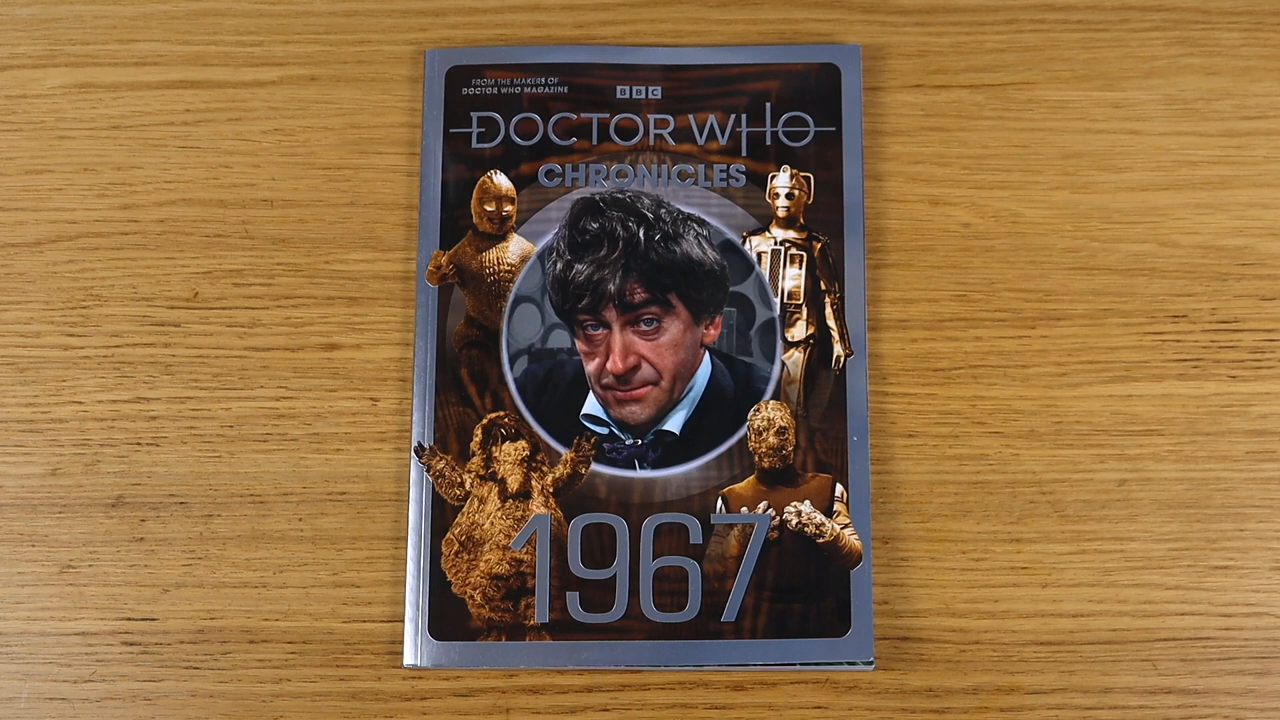 FROM THE MAKERS OF
DOCTOR WHO MAGAZINE
BBC
DOCTOR WHO
CHRONICLES
1967